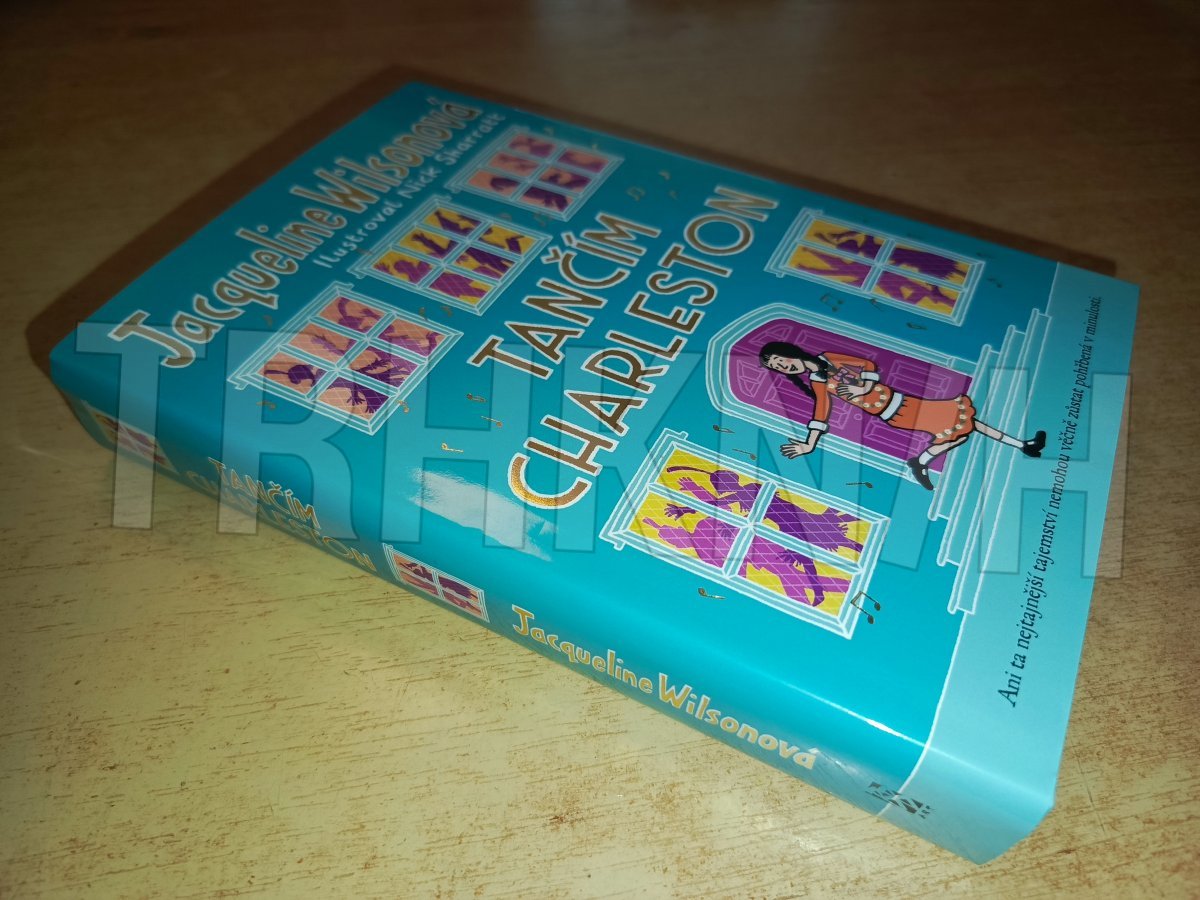 Jacqueline Wilsonová
Ilustroval Nick Sharratt
TANČÍM
CHARLESTON
Ani ta nejtajnější tajemství nemohou věčně zůstat pohřbená v minulosti.
TANČÍM
CHARLESTON
Jacqueline Wilsonová
TRHKNIH